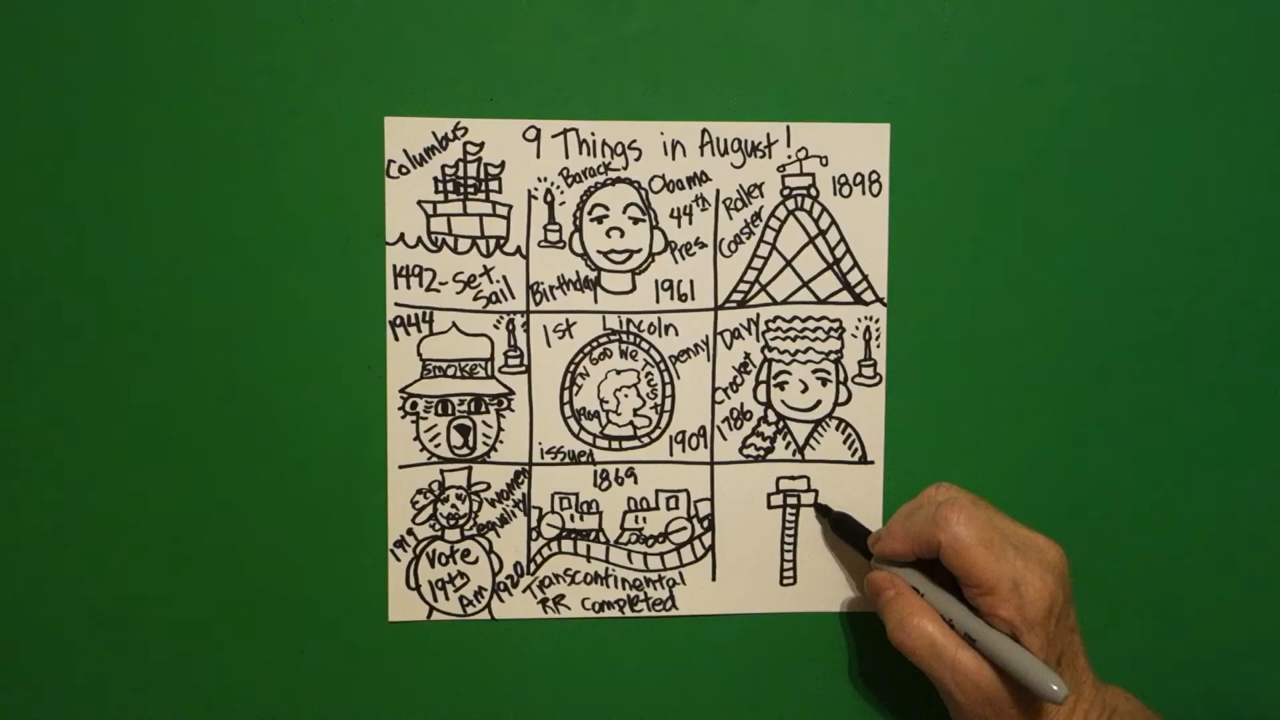 9 Things in August!
Columbus
1492-Set
Sail
Barack
Obama
44th
Pres.
Birthday
1961
Roller
Coaster
1898
1944
SMOKEY
1st Lincoln
penny
IN GOD WE TRUST
1909
issued
1909
Davy
Crocket
1786
Women
equality
1919
Vote
19th
Am
1920
1869
Transcontinental
RR Completed